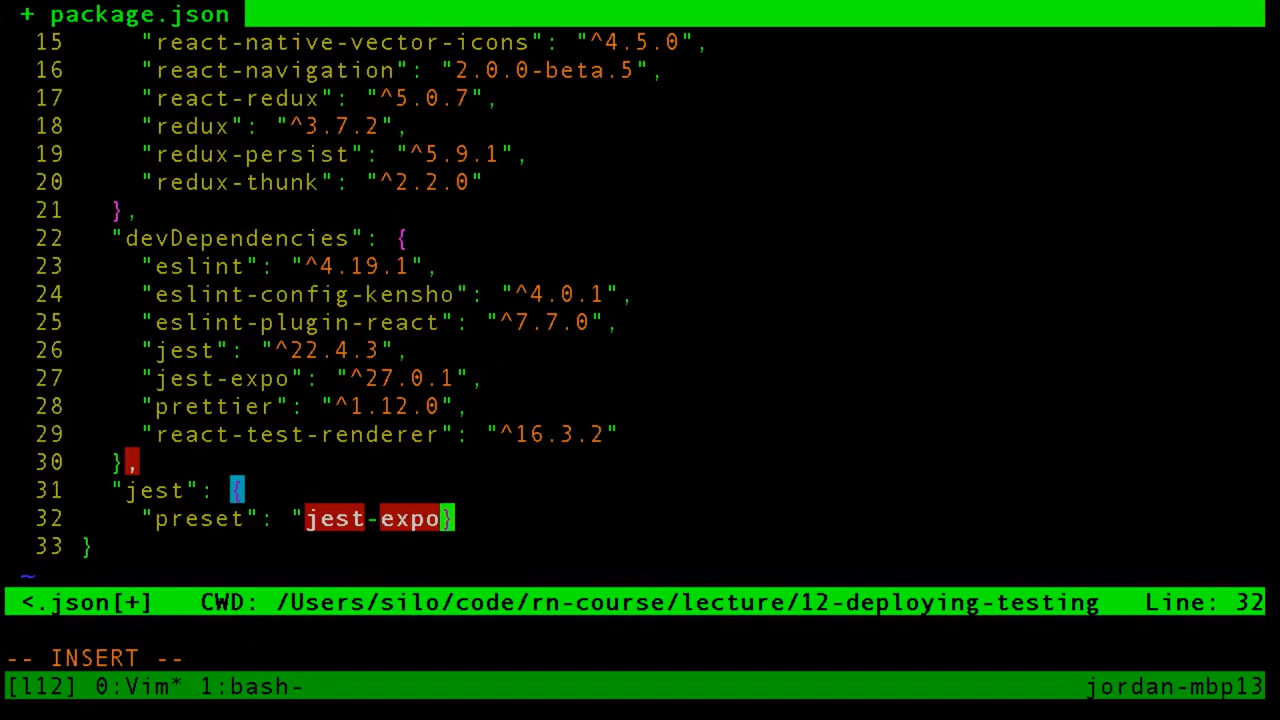 + package.json
15 "react-native-vector-icons": "^4.5.0",
16 "react-navigation": "2.0.0-beta.5",
17 "react-redux": "^5.0.7",
18 "redux": "^3.7.2",
19 "redux-persist": "^5.9.1",
20 "redux-thunk": "^2.2.0"
21 },
22 "devDependencies": {
23 "eslint": "^4.19.1",
24 "eslint-config-kensho": "^4.0.1",
25 "eslint-plugin-react": "^7.7.0",
26 "jest": "^22.4.3",
27 "jest-expo": "^27.0.1",
28 "prettier": "^1.12.0",
29 "react-test-renderer": "^16.3.2"
30 },
31 "jest": {
32 "preset": "jest-expo}
33 }
~
<.json[+] CWD: /Users/silo/code/rn-course/lecture/12-deploying-testing Line: 32
-- INSERT --
[l12] 0:Vim* 1:bash- jordan-mbp13